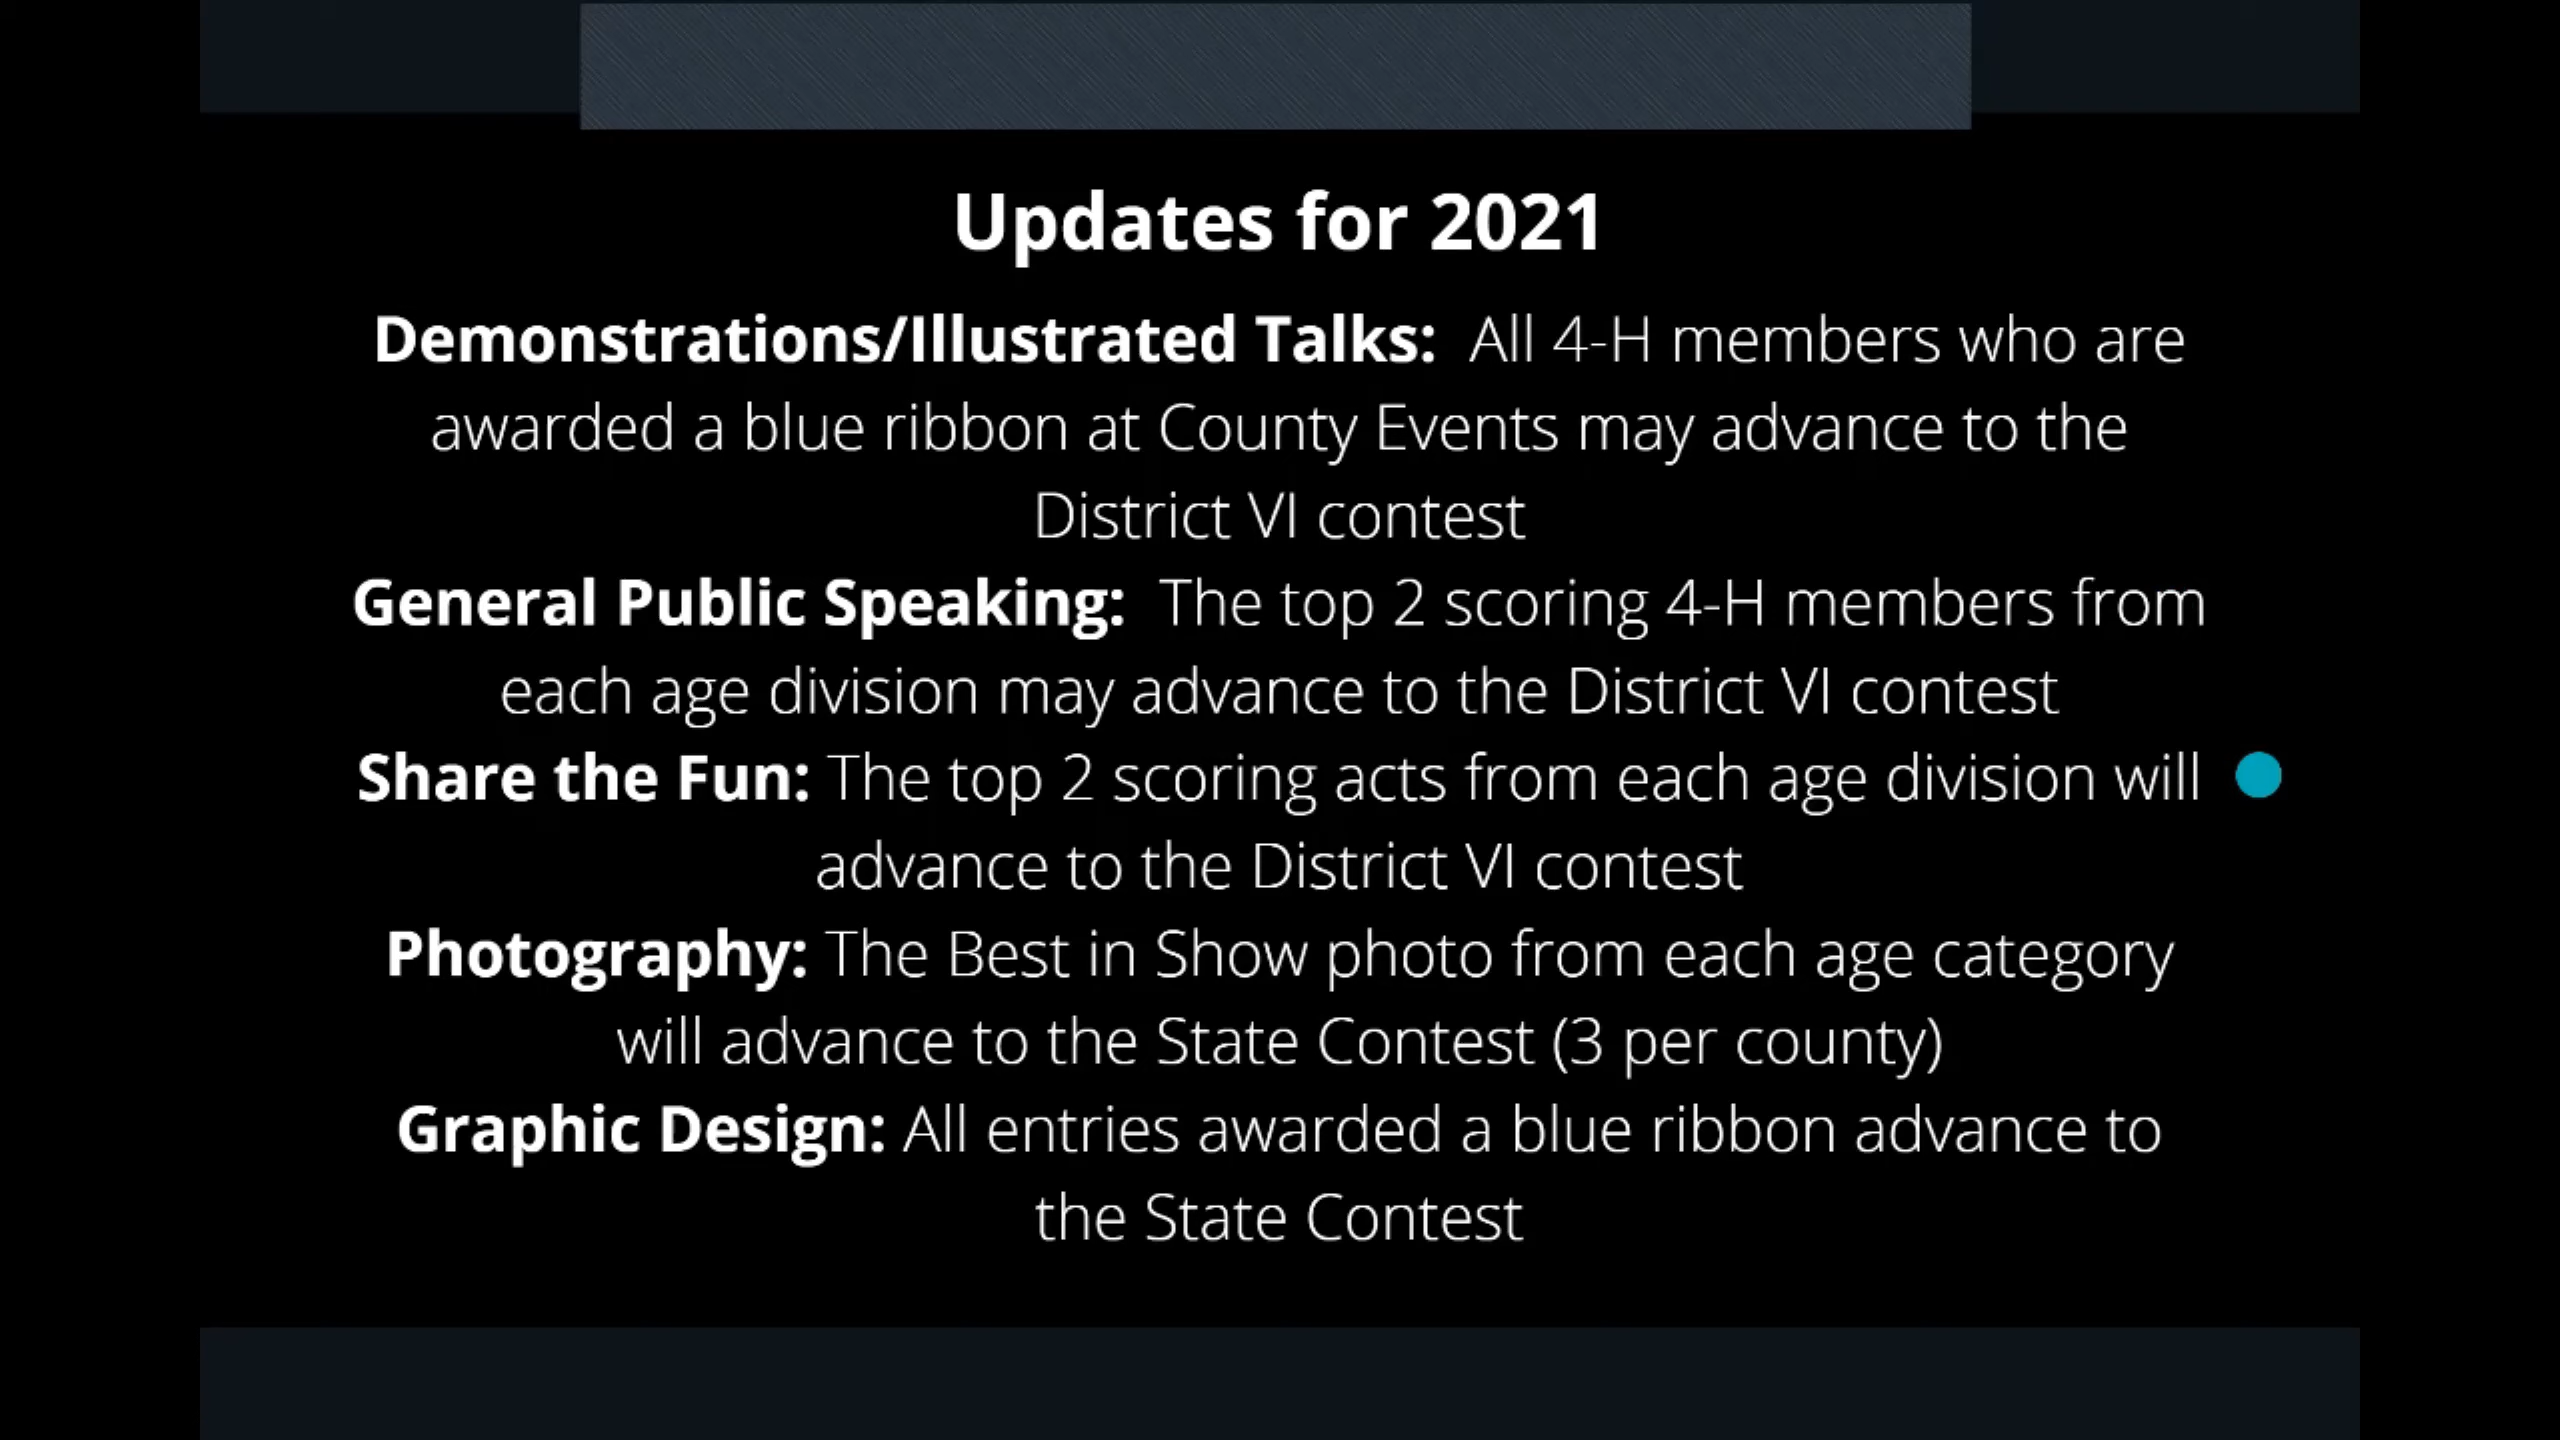 Updates for 2021
Demonstrations/Illustrated Talks:  All 4-H members who are
awarded a blue ribbon at County Events may advance to the
District VI contest
General Public Speaking:  The top 2 scoring 4-H members from
each age division may advance to the District VI contest
Share the Fun: The top 2 scoring acts from each age division will
advance to the District VI contest
Photography: The Best in Show photo from each age category
will advance to the State Contest (3 per county)
Graphic Design: All entries awarded a blue ribbon advance to
the State Contest